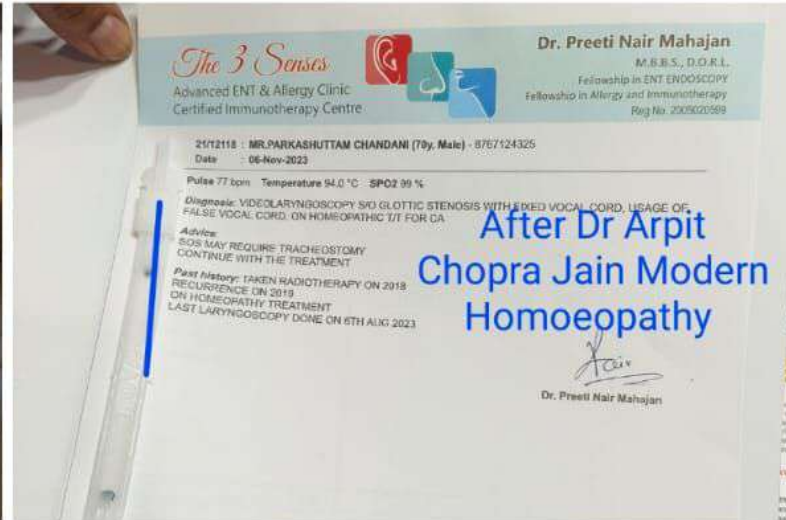 The 3 Senses
Advanced ENT & Allergy Clinic
Certified Immunotherapy Centre
Dr. Preeti Nair Mahajan
M.B.B.S., D.O.R.L.
Fellowship in ENT ENDOSCOPY
Fellowship in Allergy and Immunotherapy
Reg No. 2005020599
21/12118 : MR.PARKASHUTTAM CHANDANI (70y, Male) - 8767124325
Date : 06-Nov-2023
Pulse 77 bpm Temperature 94.0 °C SPO2 99 %
Diagnosis: VIDEOLARYNGOSCOPY S/O GLOTTIC STENOSIS WITH FIXED VOCAL CORD, USAGE OF
FALSE VOCAL CORD. ON HOMEOPATHIC T/T FOR CA
Advice:
SOS MAY REQUIRE TRACHEOSTOMY
CONTINUE WITH THE TREATMENT
Past history: TAKEN RADIOTHERAPY ON 2018
RECURRENCE ON 2019
ON HOMEOPATHY TREATMENT
LAST LARYNGOSCOPY DONE ON 6TH AUG 2023
After Dr Arpit
Chopra Jain Modern
Homoeopathy
Dr. Preeti Nair Mahajan